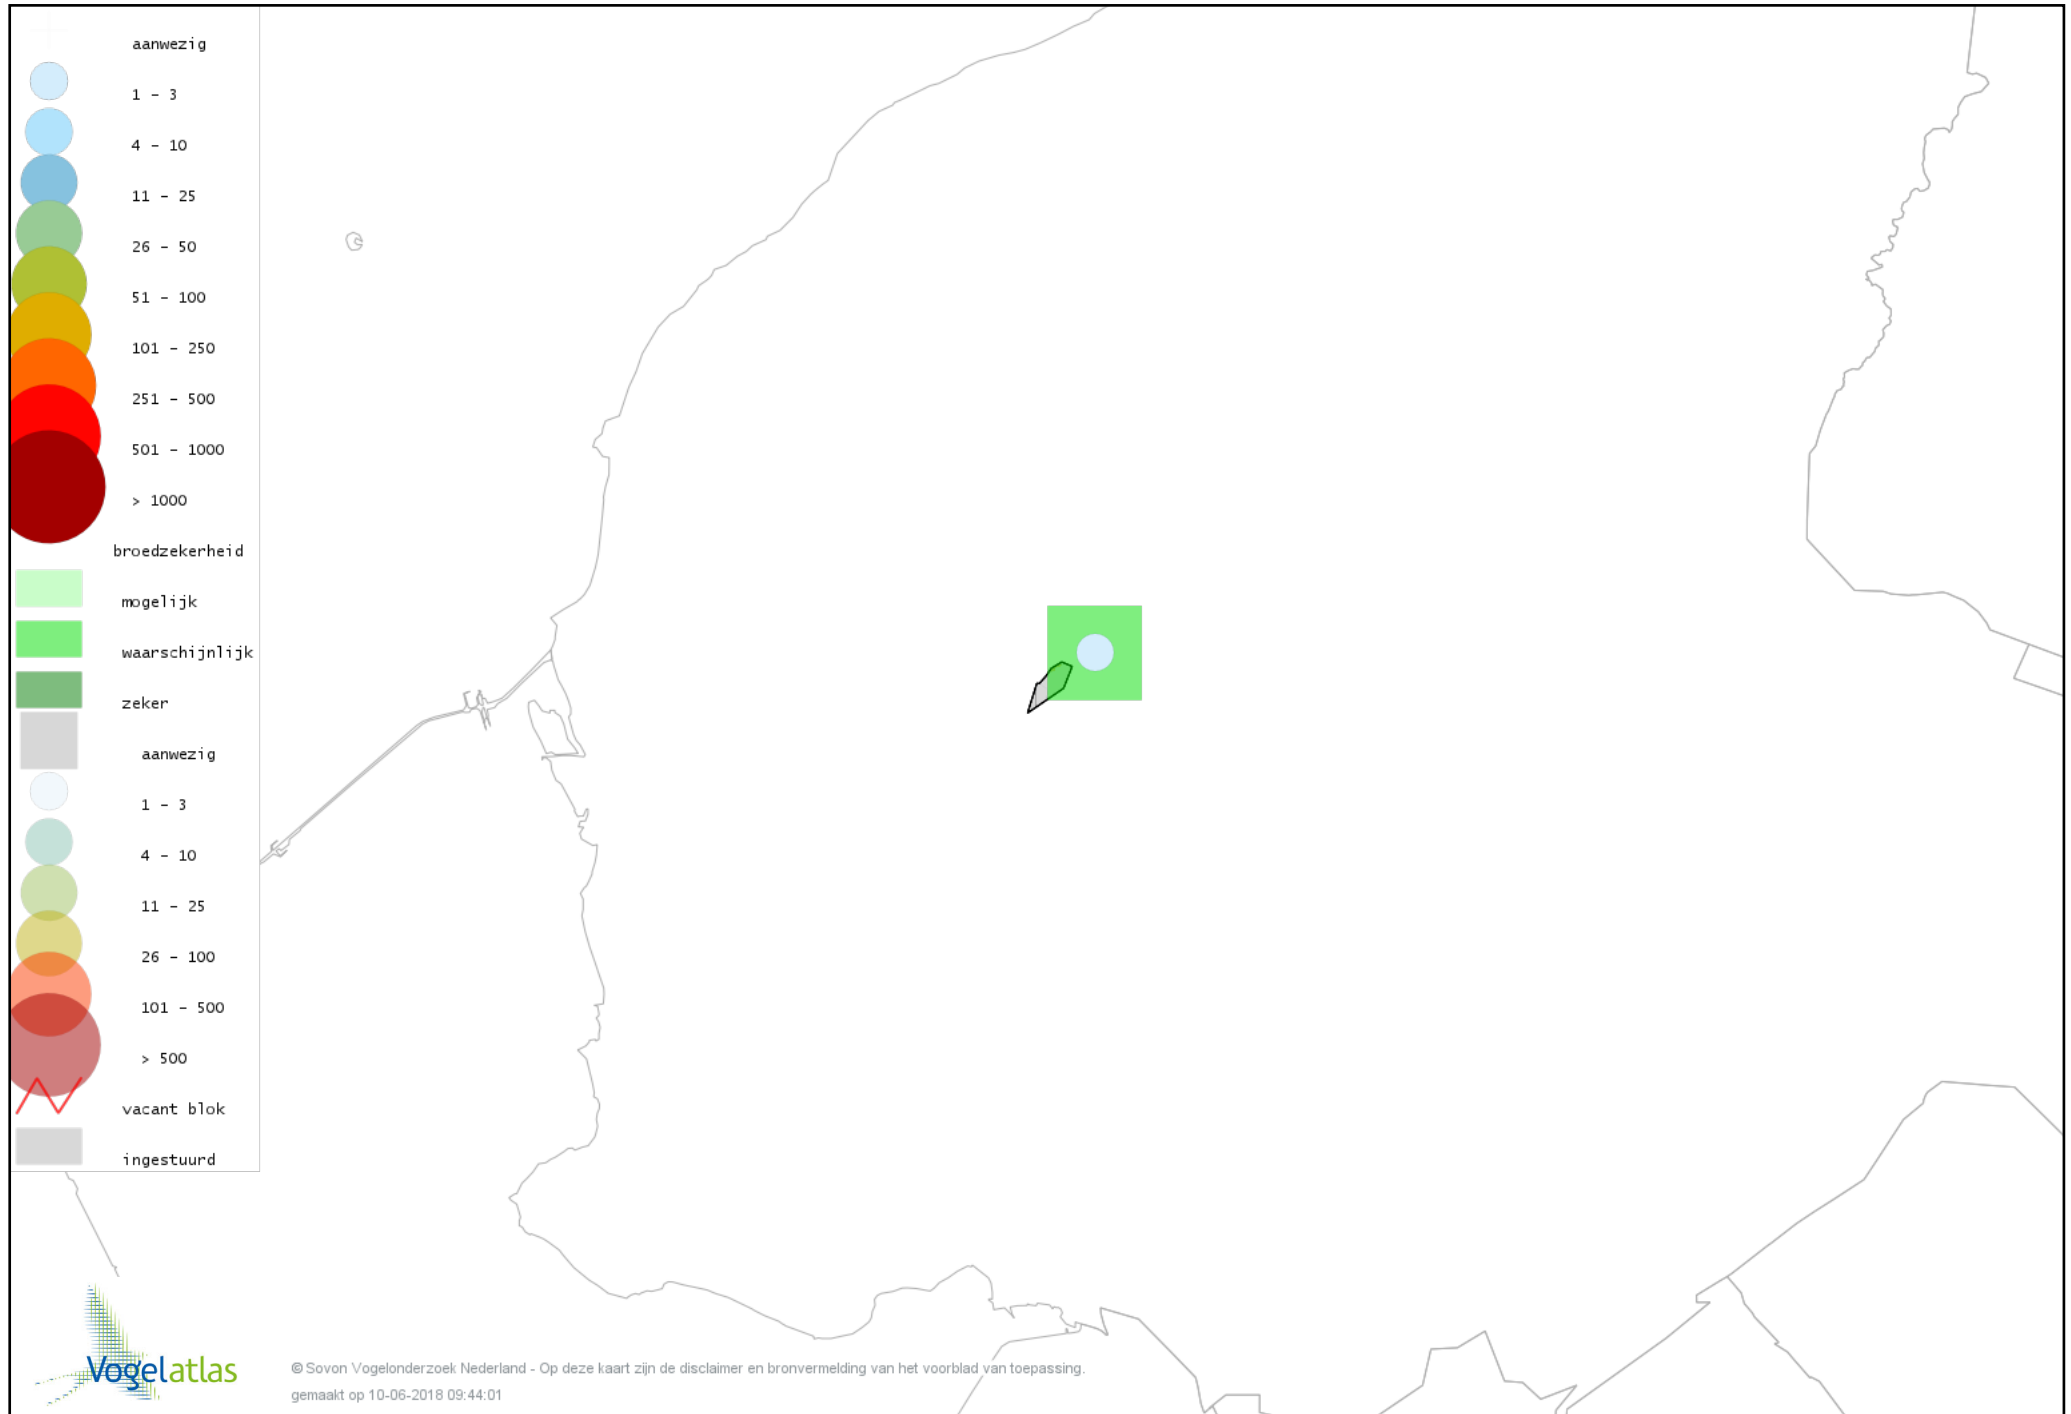 aanwezig
1 - 3
4 - 10
11 - 25
26 - 50
51 - 100
101 - 250
251 - 500
501 - 1000
> 1000
broedzekerheid
mogelijk
waarschijnlijk
zeker
aanwezig
1 - 3
4 - 10
11 - 25
26 - 100
101 - 500
> 500
vacant blok
ingestuurd
Vogelatlas
© Sovon Vogelonderzoek Nederland - Op deze kaart zijn de disclaimer en bronvermelding van het voorblad van toepassing.
gemaakt op 10-06-2018 09:44:01